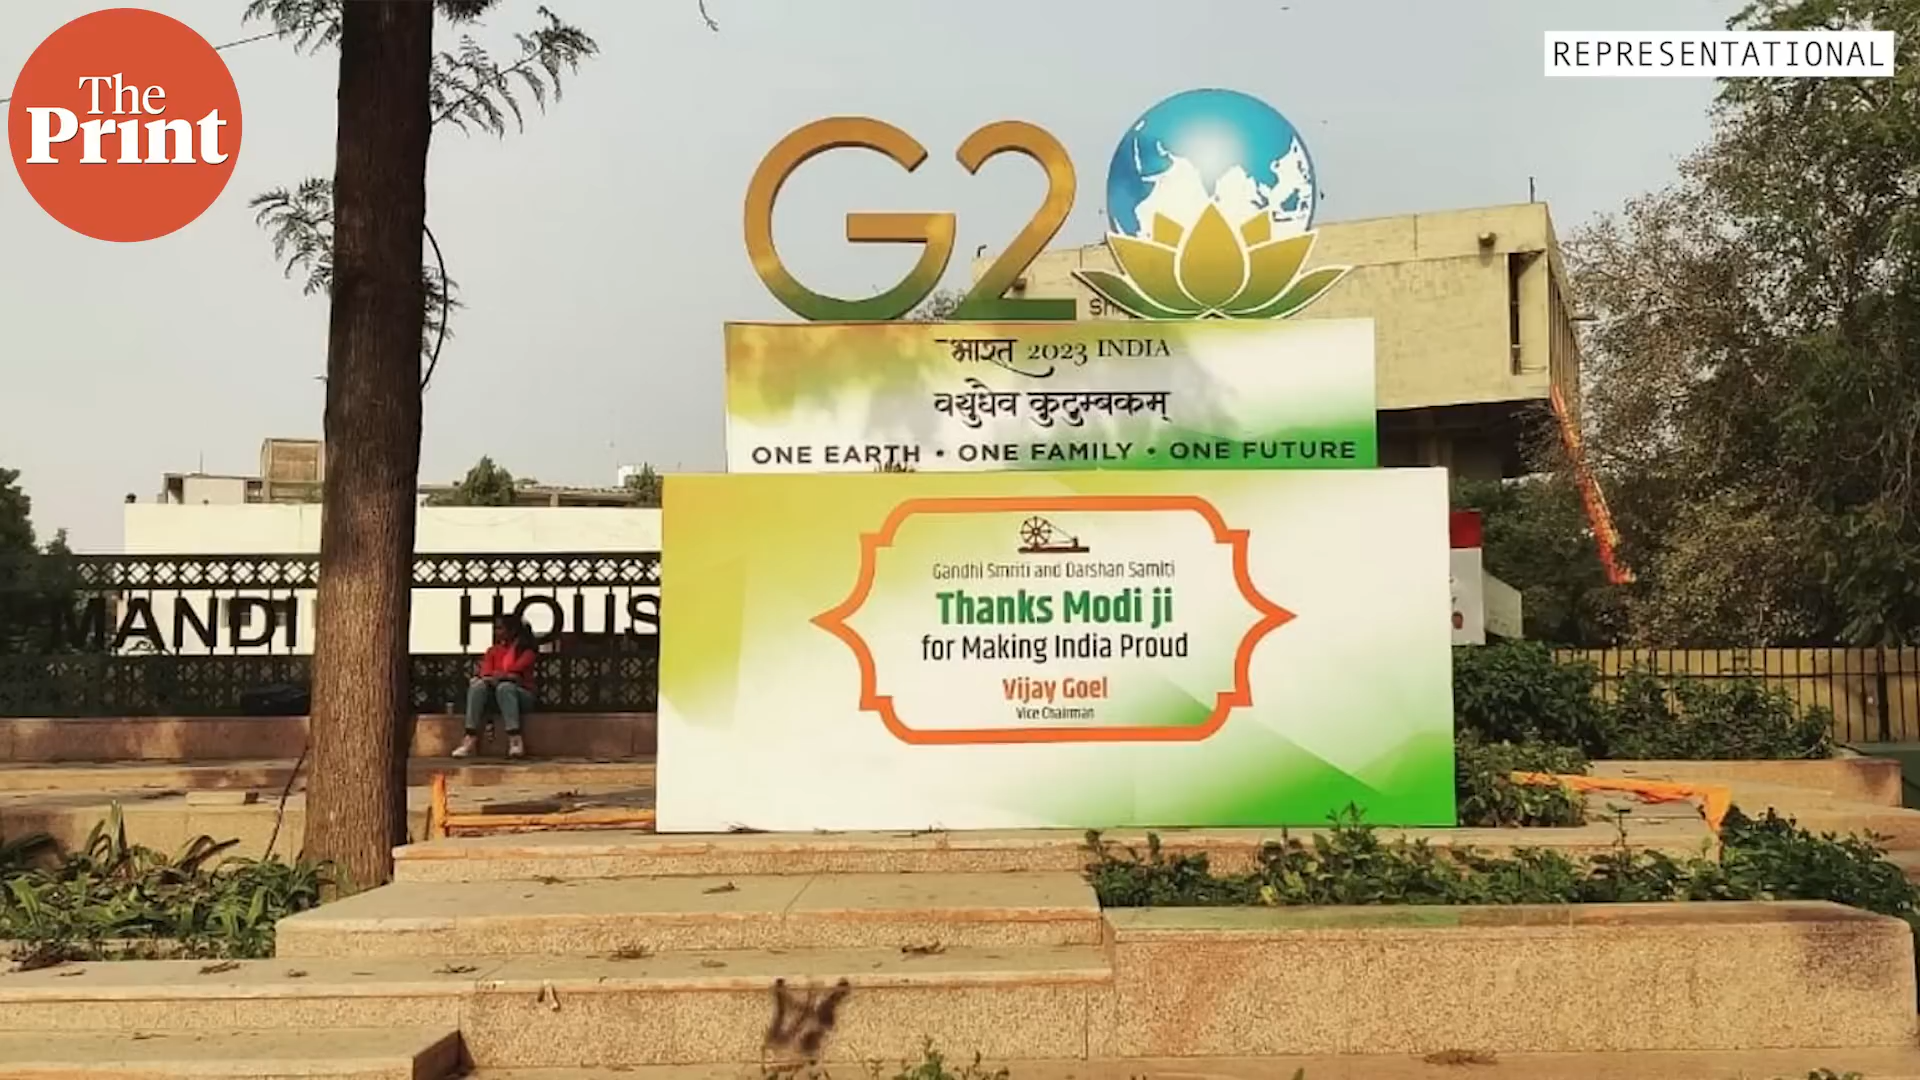 The
Print
REPRESENTATIONAL
G20
भारत 2023 INDIA
वसुधैव कुटुम्बकम्
ONE EARTH • ONE FAMILY • ONE FUTURE
Gandhi Smriti and Darshan Samiti
Thanks Modi ji
for Making India Proud
Vijay Goel
Vice Chairman
MANDI HOUS